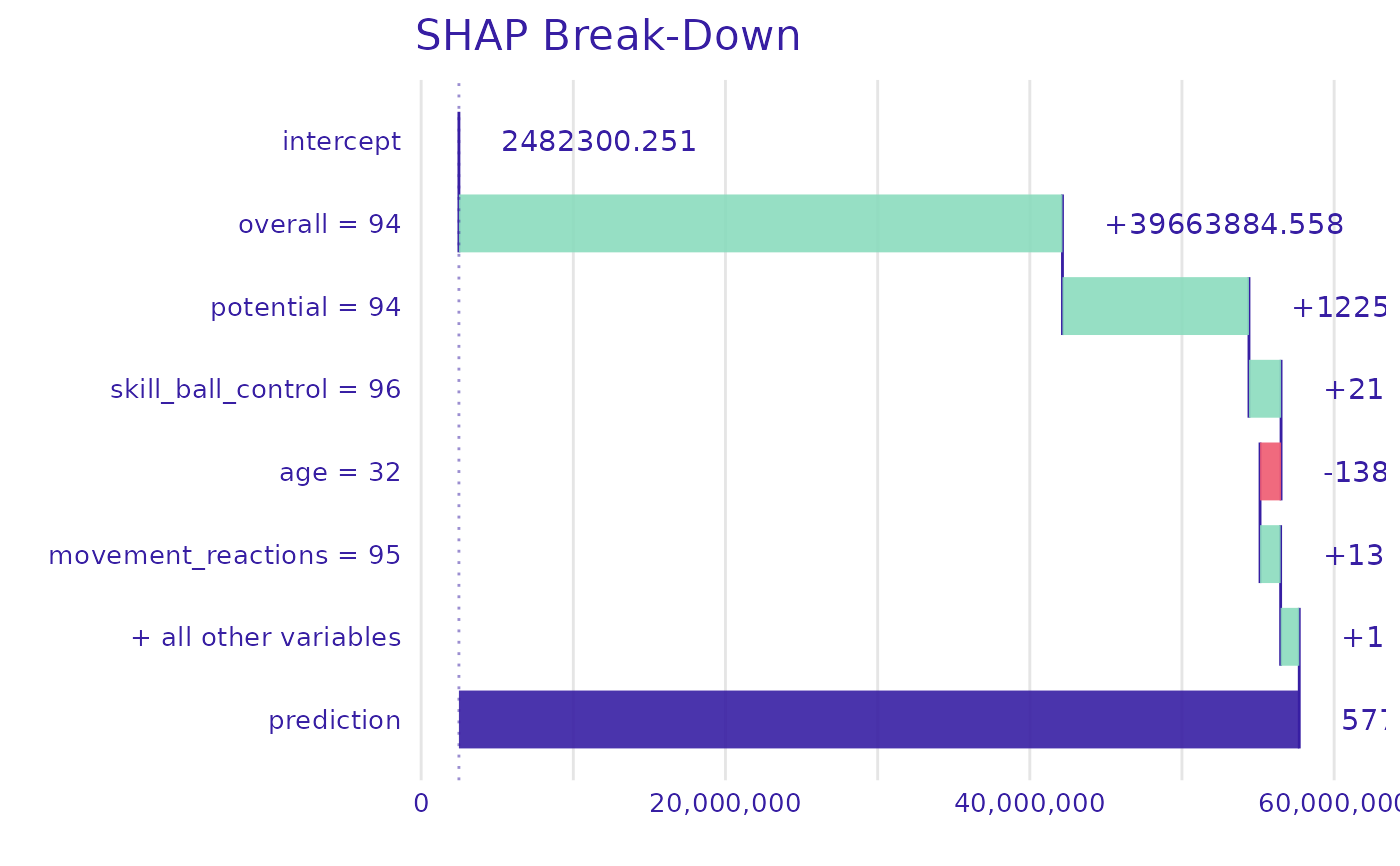 SHAP Break-Down
intercept 2482300.251
overall = 94 +39663884.558
potential = 94 +1225
skill_ball_control = 96 +21
age = 32 -138
movement_reactions = 95 +13
+ all other variables +1
prediction 577
0 20,000,000 40,000,000 60,000,000